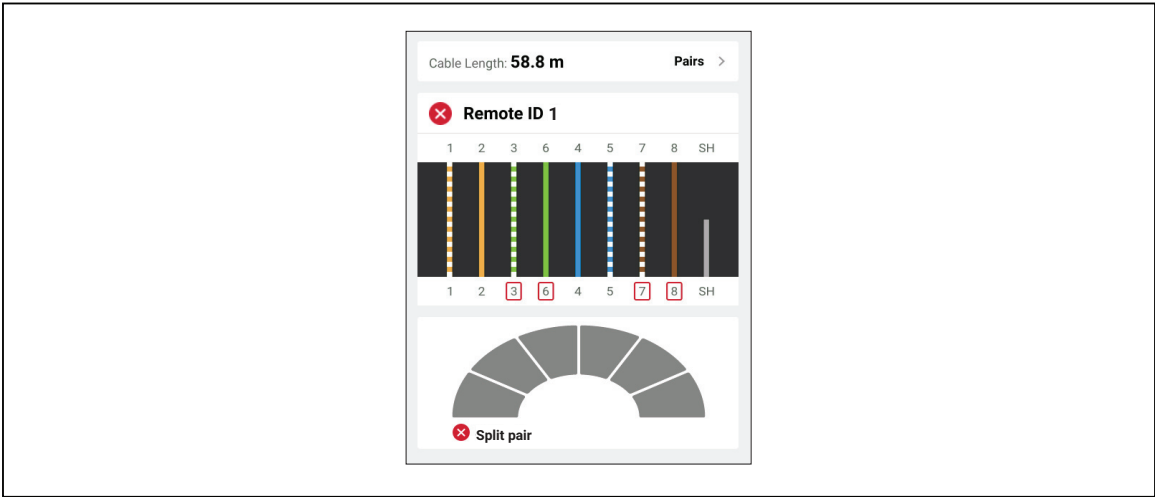 Cable Length: 58.8 m Pairs >
Remote ID 1
1 2 3 6 4 5 7 8 SH
1 2 3 6 4 5 7 8 SH
Split pair